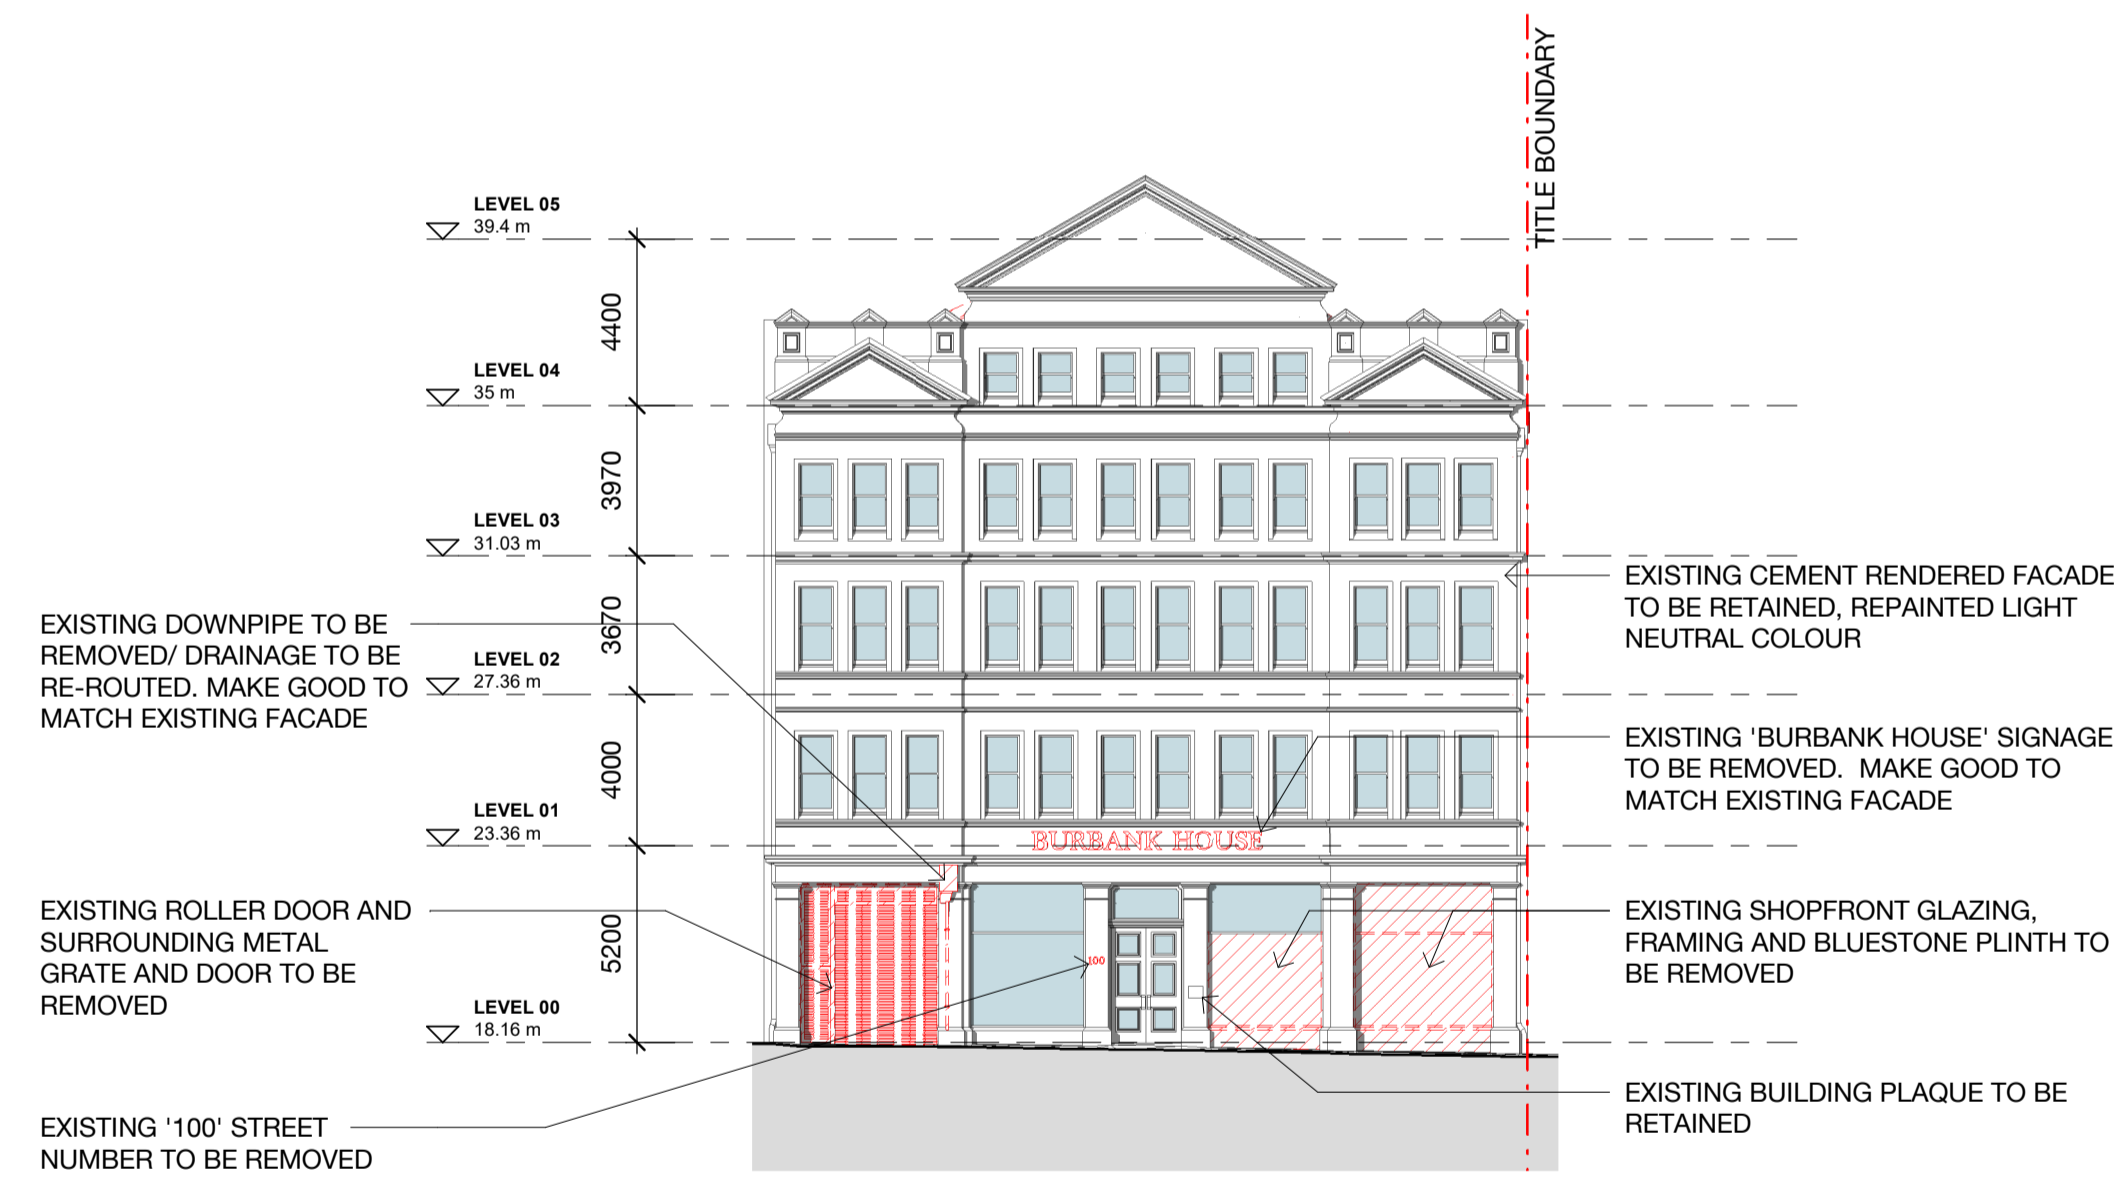 TITLE BOUNDARY
LEVEL 05
39.4 m
4400
LEVEL 04
35 m
3970
LEVEL 03
31.03 m
3670
LEVEL 02
27.36 m
4000
LEVEL 01
23.36 m
5200
LEVEL 00
18.16 m
EXISTING DOWNPIPE TO BE
REMOVED/ DRAINAGE TO BE
RE-ROUTED. MAKE GOOD TO
MATCH EXISTING FACADE
EXISTING ROLLER DOOR AND
SURROUNDING METAL
GRATE AND DOOR TO BE
REMOVED
EXISTING '100' STREET
NUMBER TO BE REMOVED
BURBANK HOUSE
100
EXISTING CEMENT RENDERED FACADE
TO BE RETAINED, REPAINTED LIGHT
NEUTRAL COLOUR
EXISTING 'BURBANK HOUSE' SIGNAGE
TO BE REMOVED.  MAKE GOOD TO
MATCH EXISTING FACADE
EXISTING SHOPFRONT GLAZING,
FRAMING AND BLUESTONE PLINTH TO
BE REMOVED
EXISTING BUILDING PLAQUE TO BE
RETAINED